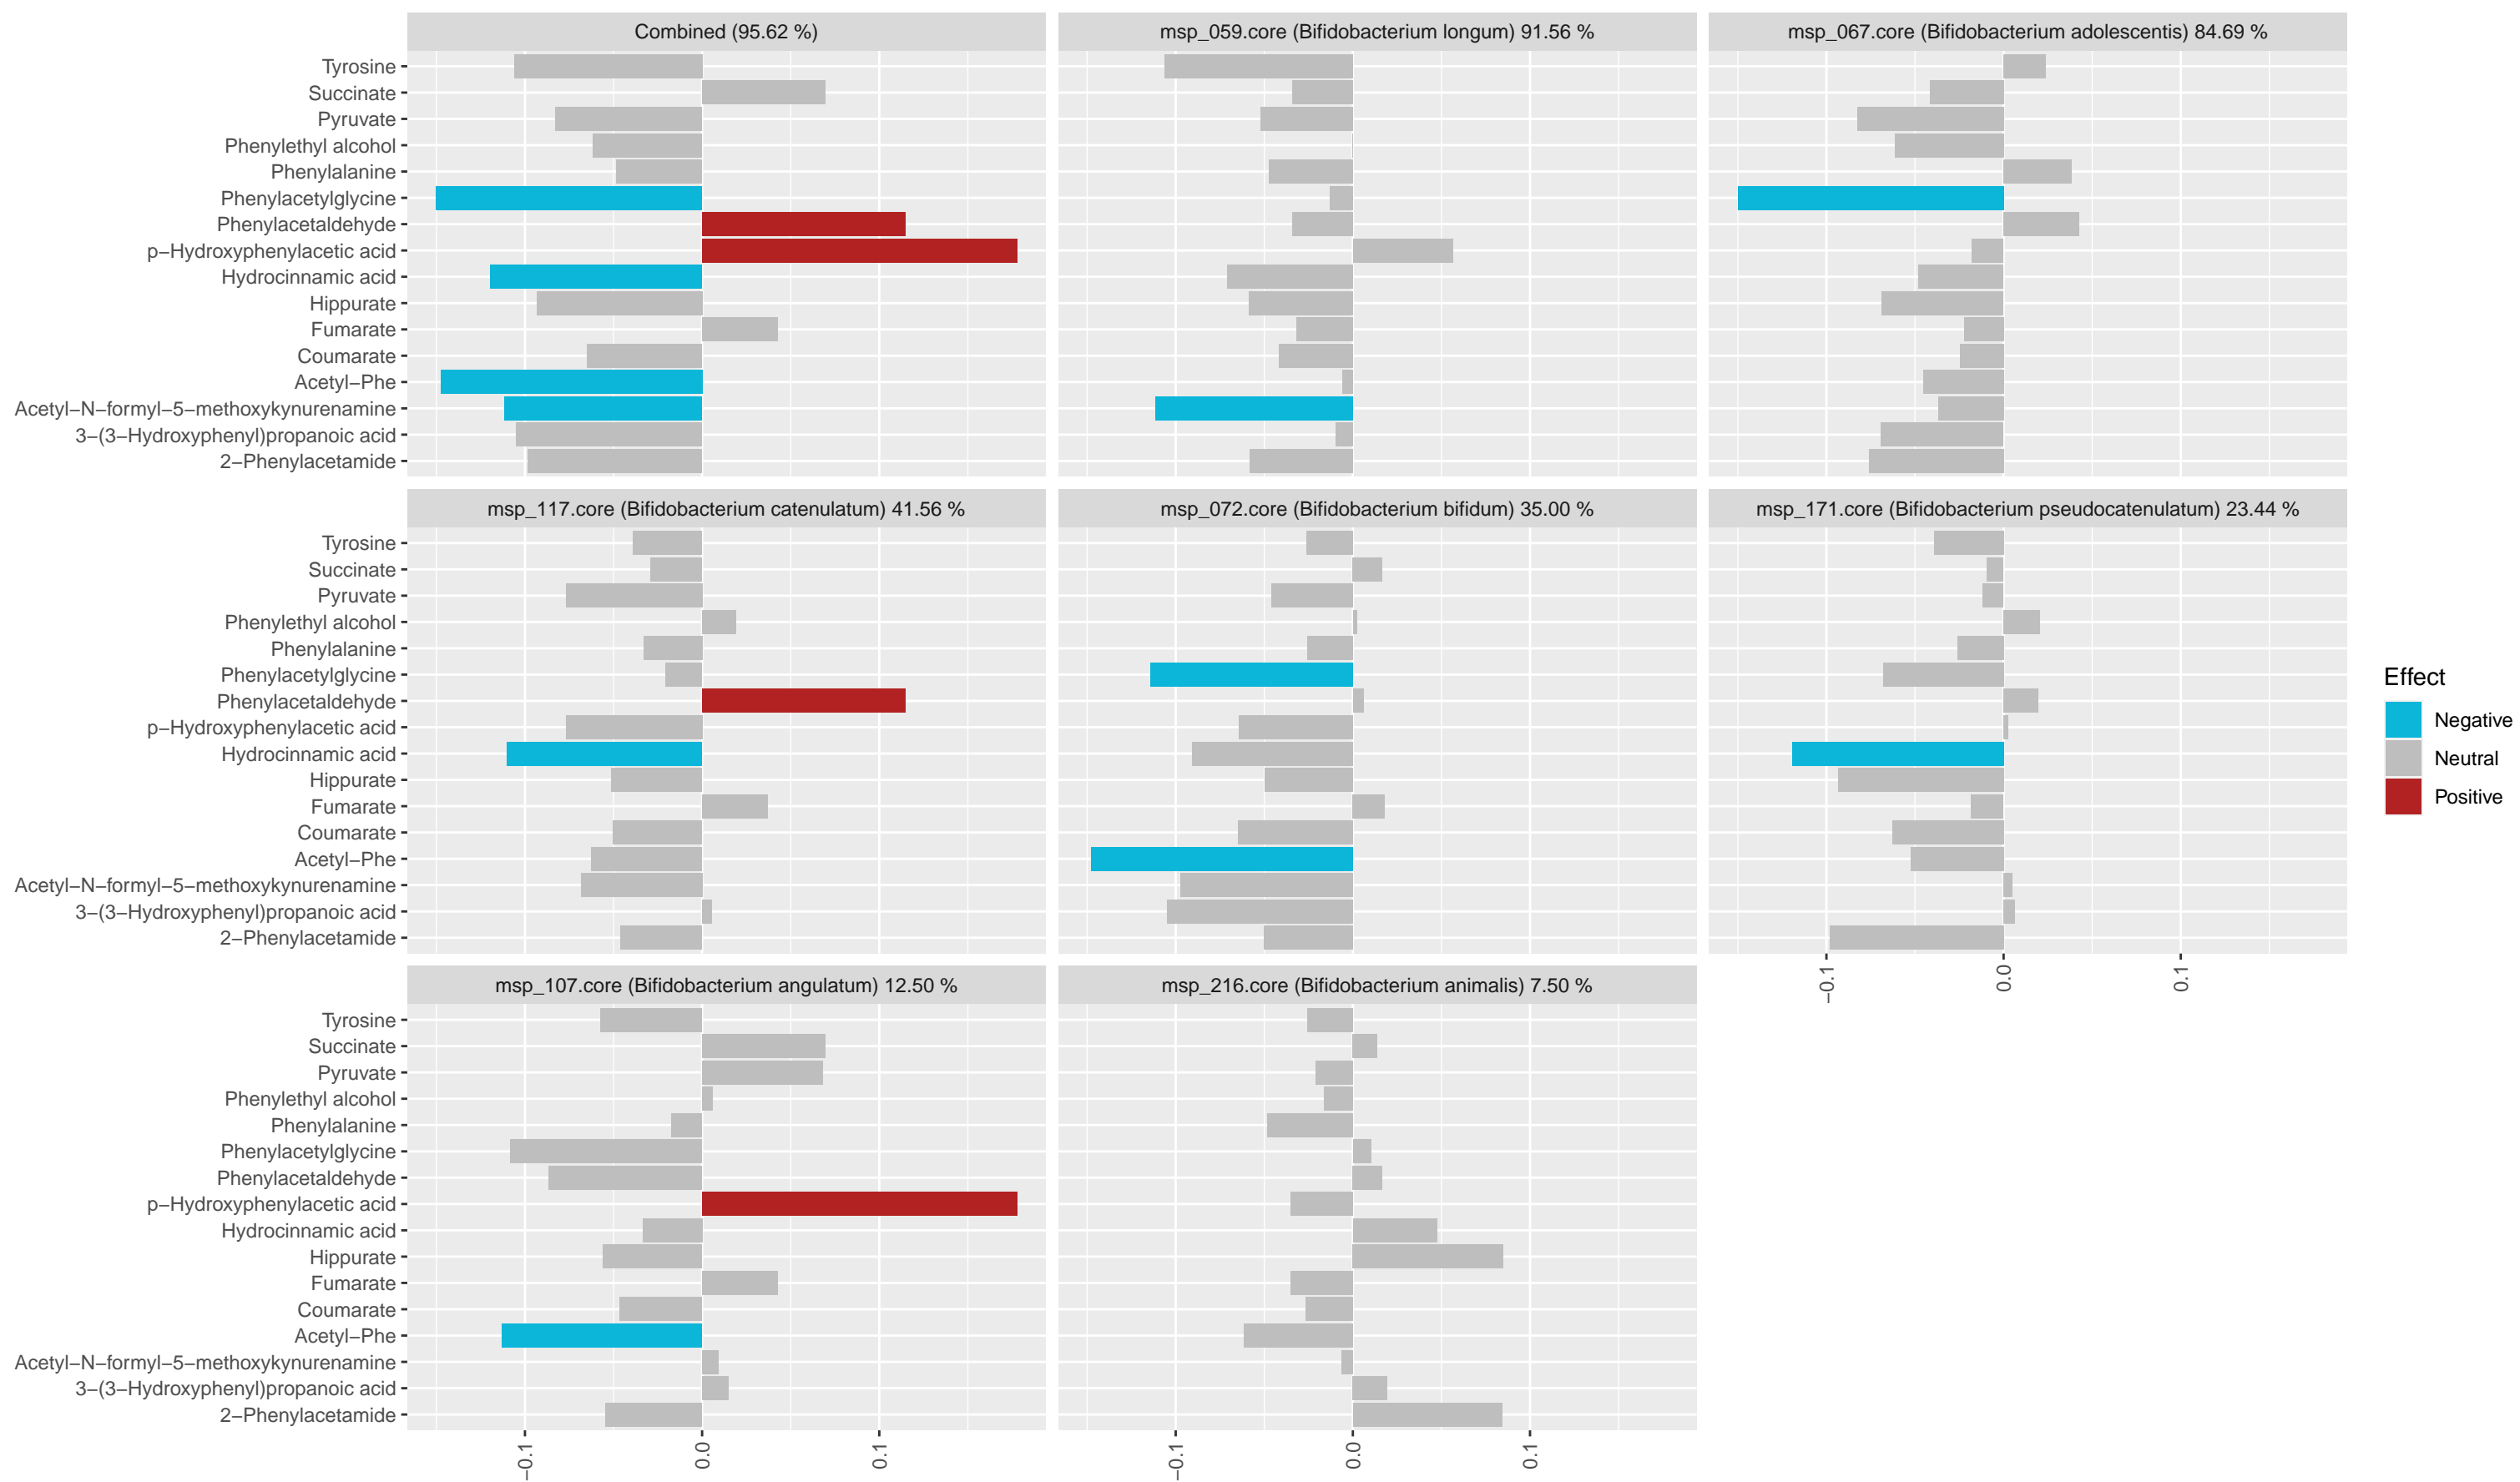 Combined (95.62 %)
msp_059.core (Bifidobacterium longum) 91.56 %
msp_067.core (Bifidobacterium adolescentis) 84.69 %
Tyrosine
Succinate
Pyruvate
Phenylethyl alcohol
Phenylalanine
Phenylacetylglycine
Phenylacetaldehyde
p−Hydroxyphenylacetic acid
Hydrocinnamic acid
Hippurate
Fumarate
Coumarate
Acetyl−Phe
Acetyl−N−formyl−5−methoxykynurenamine
3−(3−Hydroxyphenyl)propanoic acid
2−Phenylacetamide
msp_117.core (Bifidobacterium catenulatum) 41.56 %
msp_072.core (Bifidobacterium bifidum) 35.00 %
msp_171.core (Bifidobacterium pseudocatenulatum) 23.44 %
Tyrosine
Succinate
Pyruvate
Phenylethyl alcohol
Phenylalanine
Phenylacetylglycine
Phenylacetaldehyde
p−Hydroxyphenylacetic acid
Hydrocinnamic acid
Hippurate
Fumarate
Coumarate
Acetyl−Phe
Acetyl−N−formyl−5−methoxykynurenamine
3−(3−Hydroxyphenyl)propanoic acid
2−Phenylacetamide
−0.1
0.0
0.1
msp_107.core (Bifidobacterium angulatum) 12.50 %
msp_216.core (Bifidobacterium animalis) 7.50 %
Tyrosine
Succinate
Pyruvate
Phenylethyl alcohol
Phenylalanine
Phenylacetylglycine
Phenylacetaldehyde
p−Hydroxyphenylacetic acid
Hydrocinnamic acid
Hippurate
Fumarate
Coumarate
Acetyl−Phe
Acetyl−N−formyl−5−methoxykynurenamine
3−(3−Hydroxyphenyl)propanoic acid
2−Phenylacetamide
−0.1
0.0
0.1
−0.1
0.0
0.1
Effect
Negative
Neutral
Positive